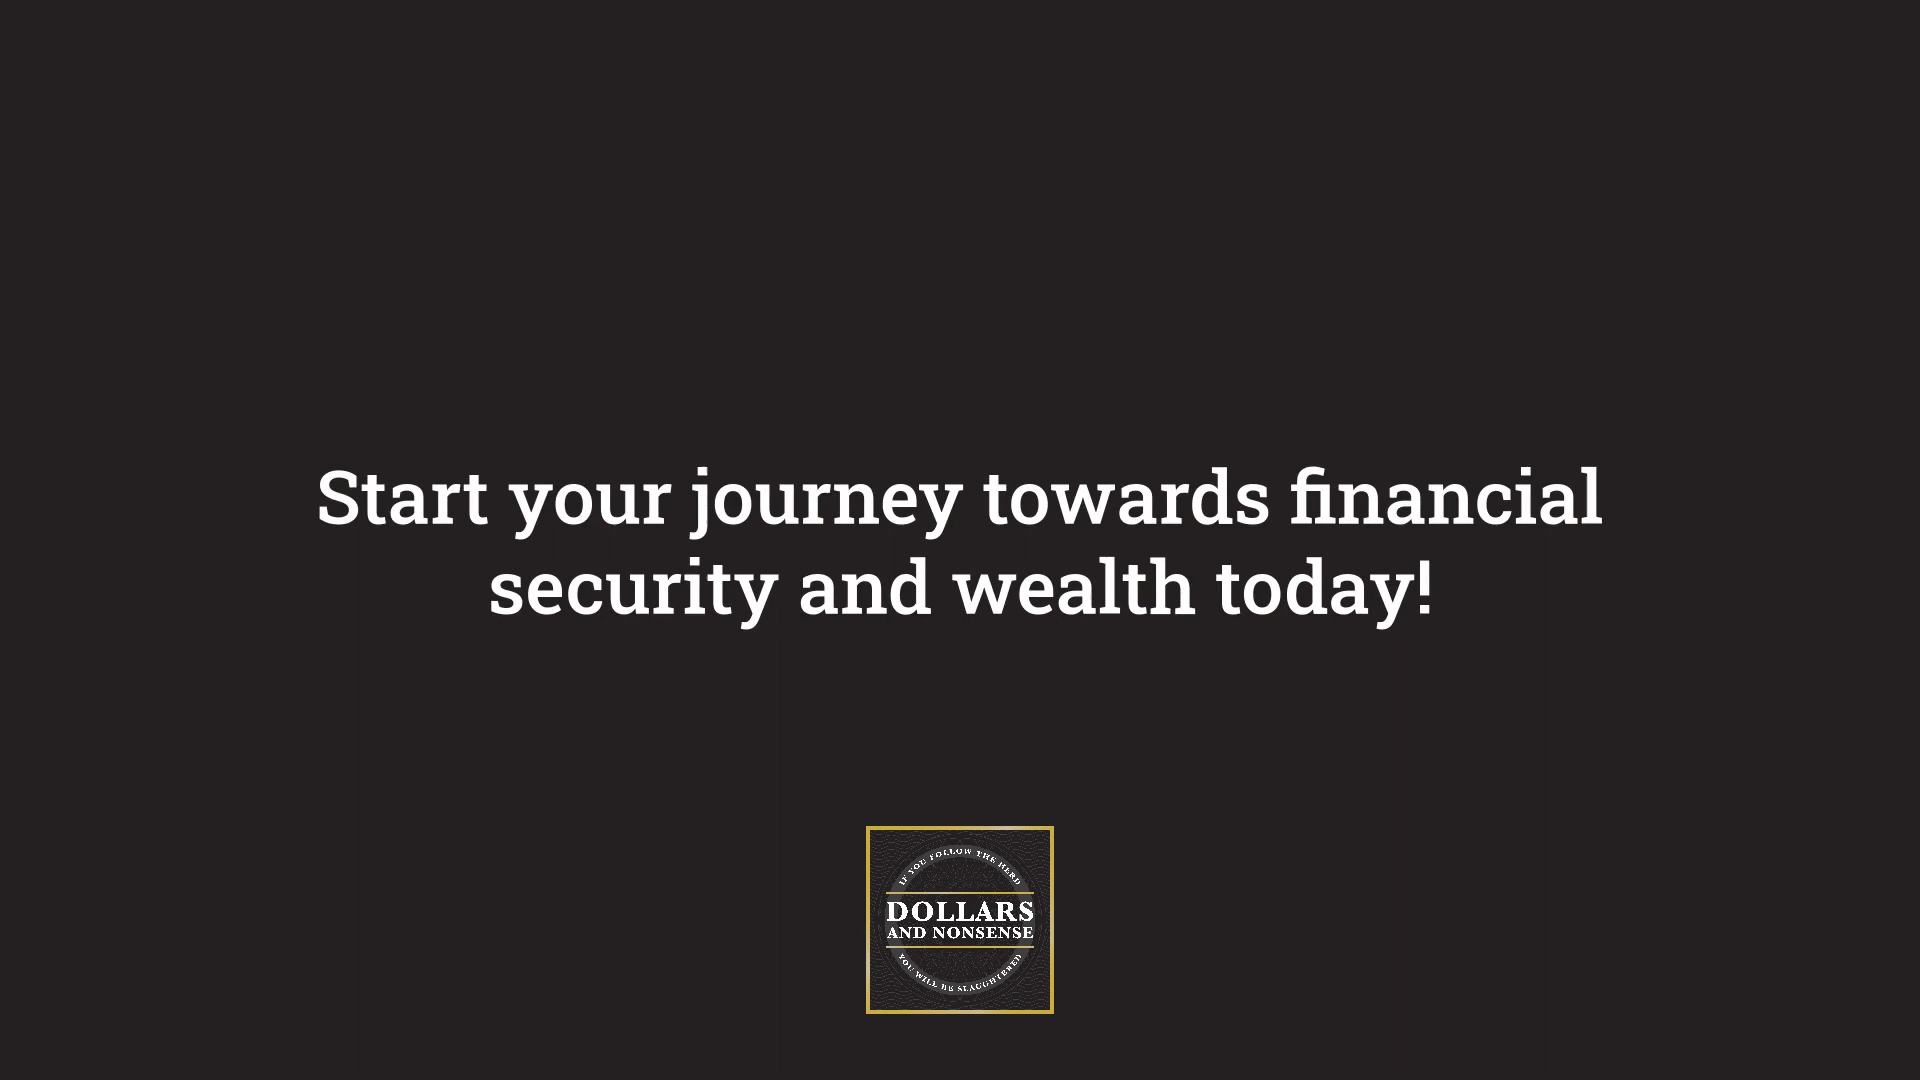 Start your journey towards financial
security and wealth today!
IF YOU FOLLOW THE HERD
DOLLARS
AND NONSENSE
YOU WILL BE SLAUGHTERED